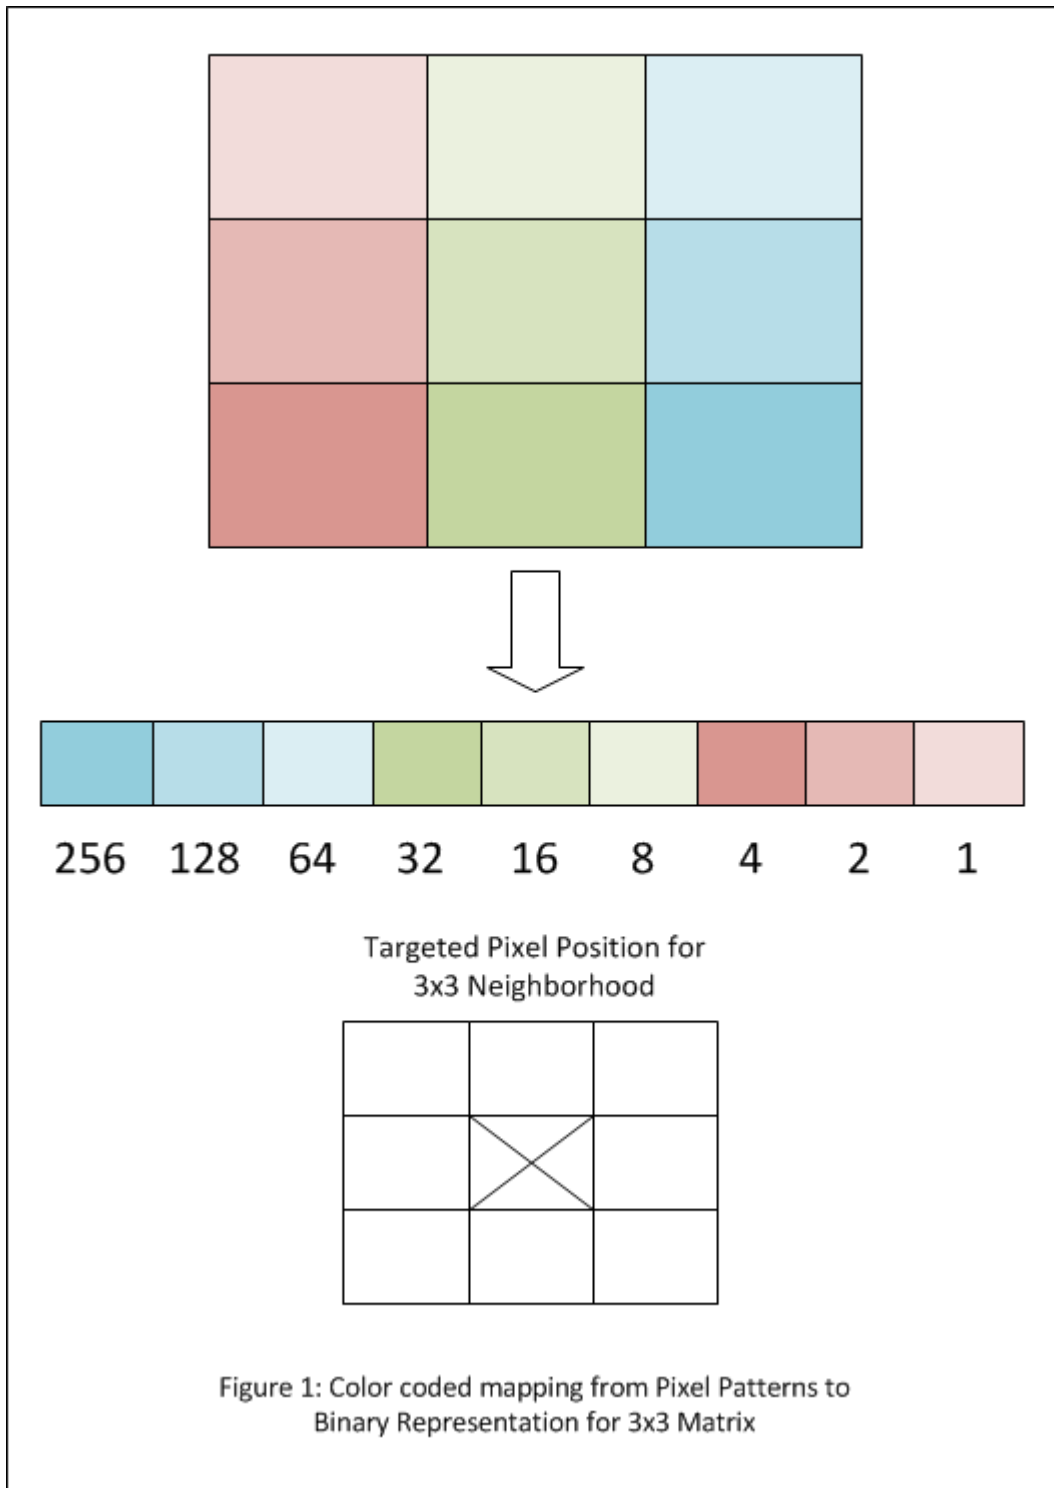 256 128 64 32 16 8 4 2 1
Targeted Pixel Position for
3x3 Neighborhood
Figure 1: Color coded mapping from Pixel Patterns to
Binary Representation for 3x3 Matrix